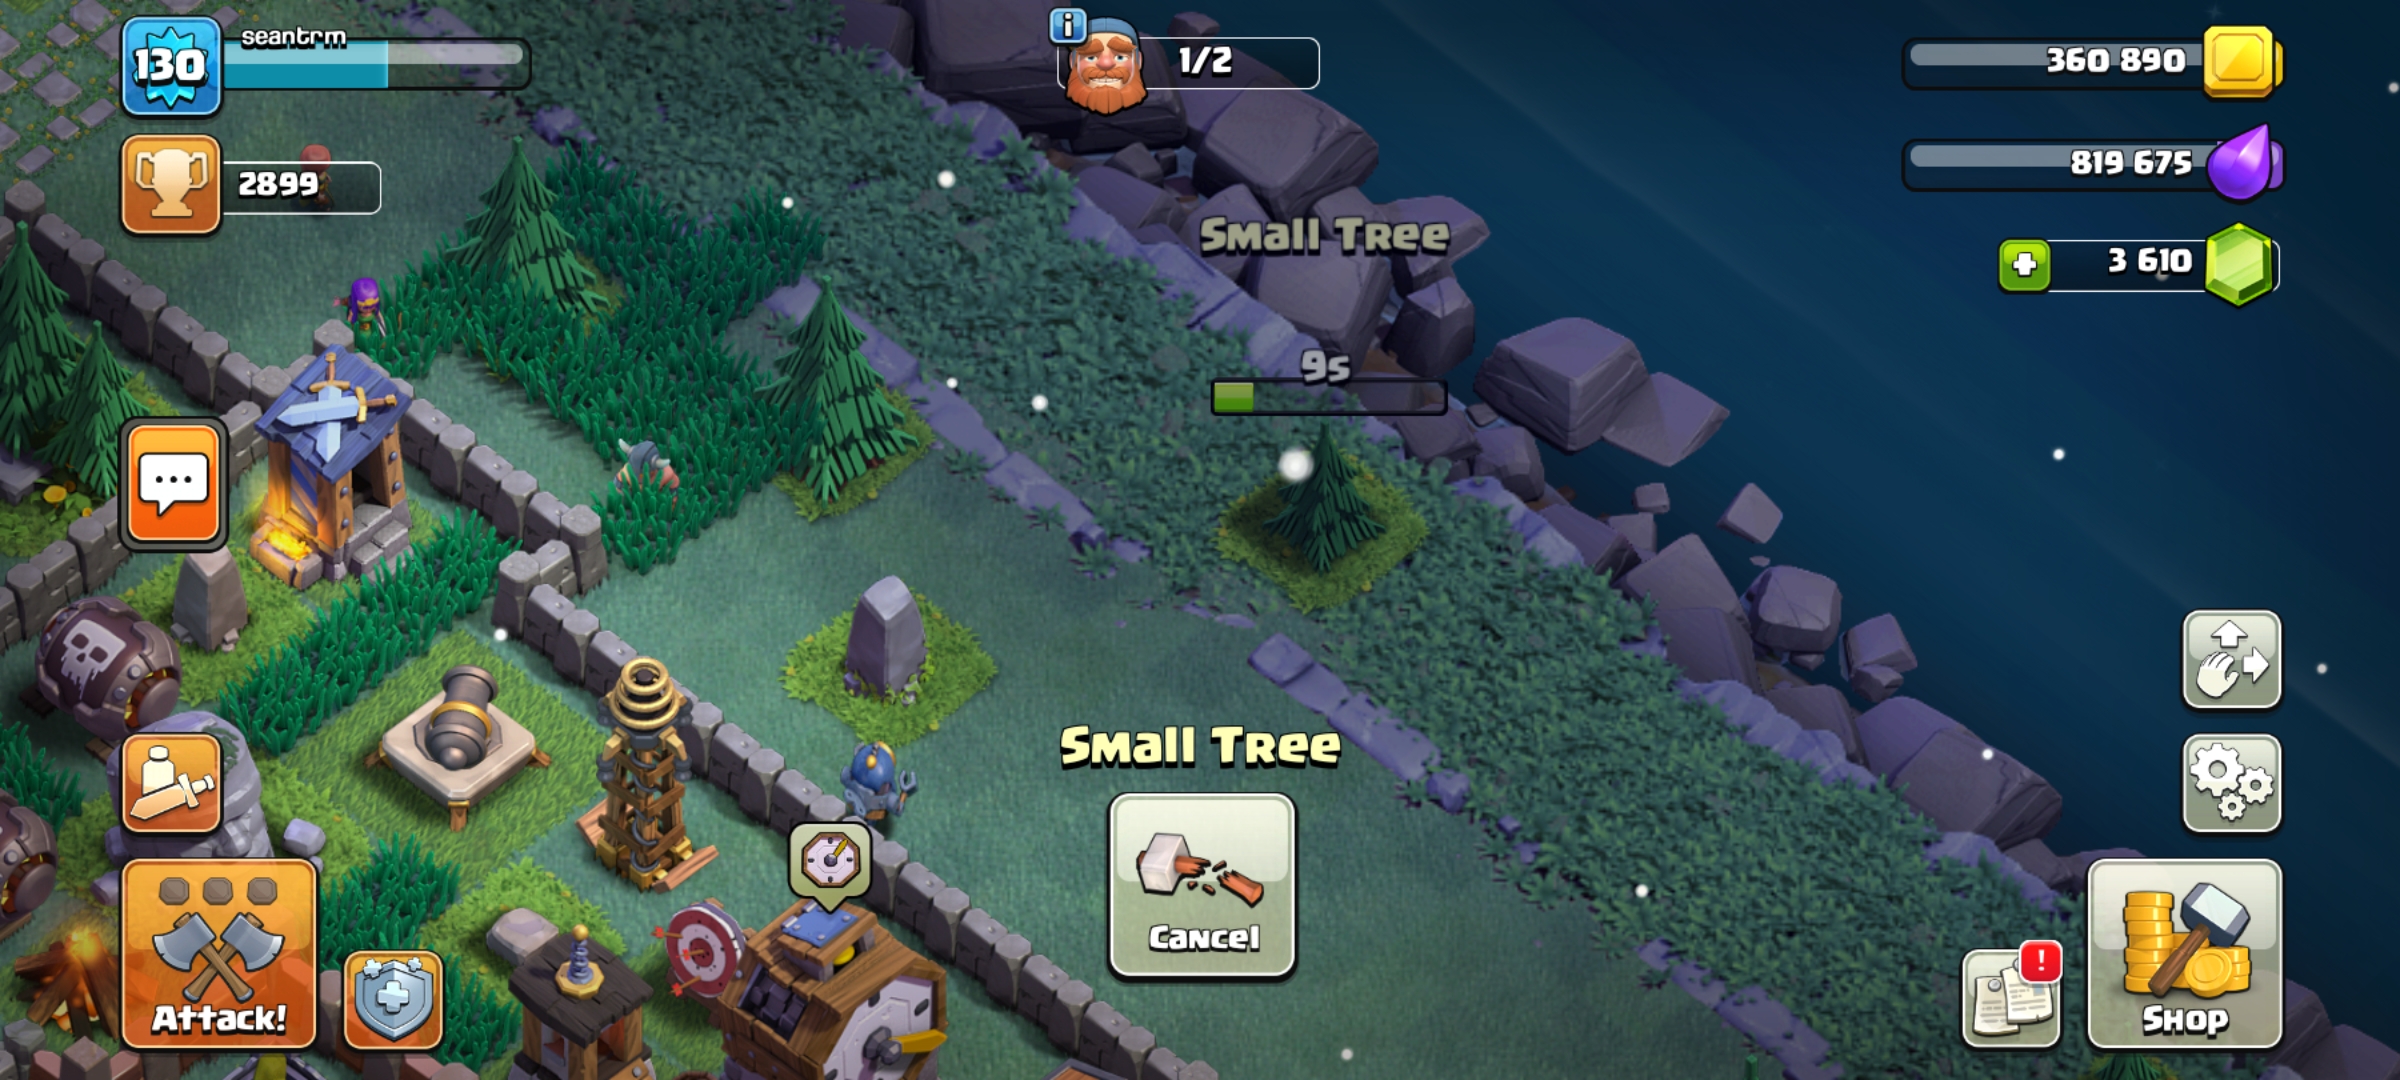 130
seantrm
2899
i
1/2
360 890
819 675
3 610
Small Tree
9s
Small Tree
Cancel
Attack!
!
Shop